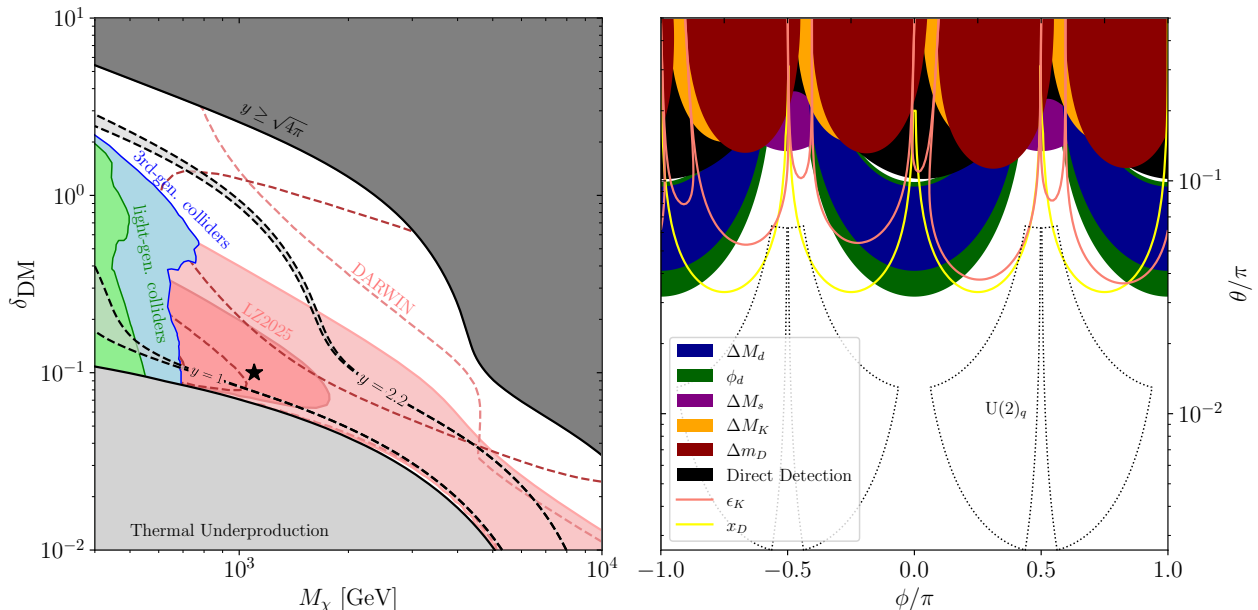 10^1
10^0
10^{-1}
10^{-2}
δ_DM
10^3
10^4
M_χ [GeV]
y ≥ √4π
3rd-gen. colliders
light-gen. colliders
DARWIN
LZ2025
y = 1
y = 2.2
Thermal Underproduction
ΔM_d
ϕ_d
ΔM_s
ΔM_K
Δm_D
Direct Detection
ϵ_K
x_D
U(2)_q
10^{-1}
10^{-2}
θ/π
-1.0
-0.5
0.0
0.5
1.0
ϕ/π